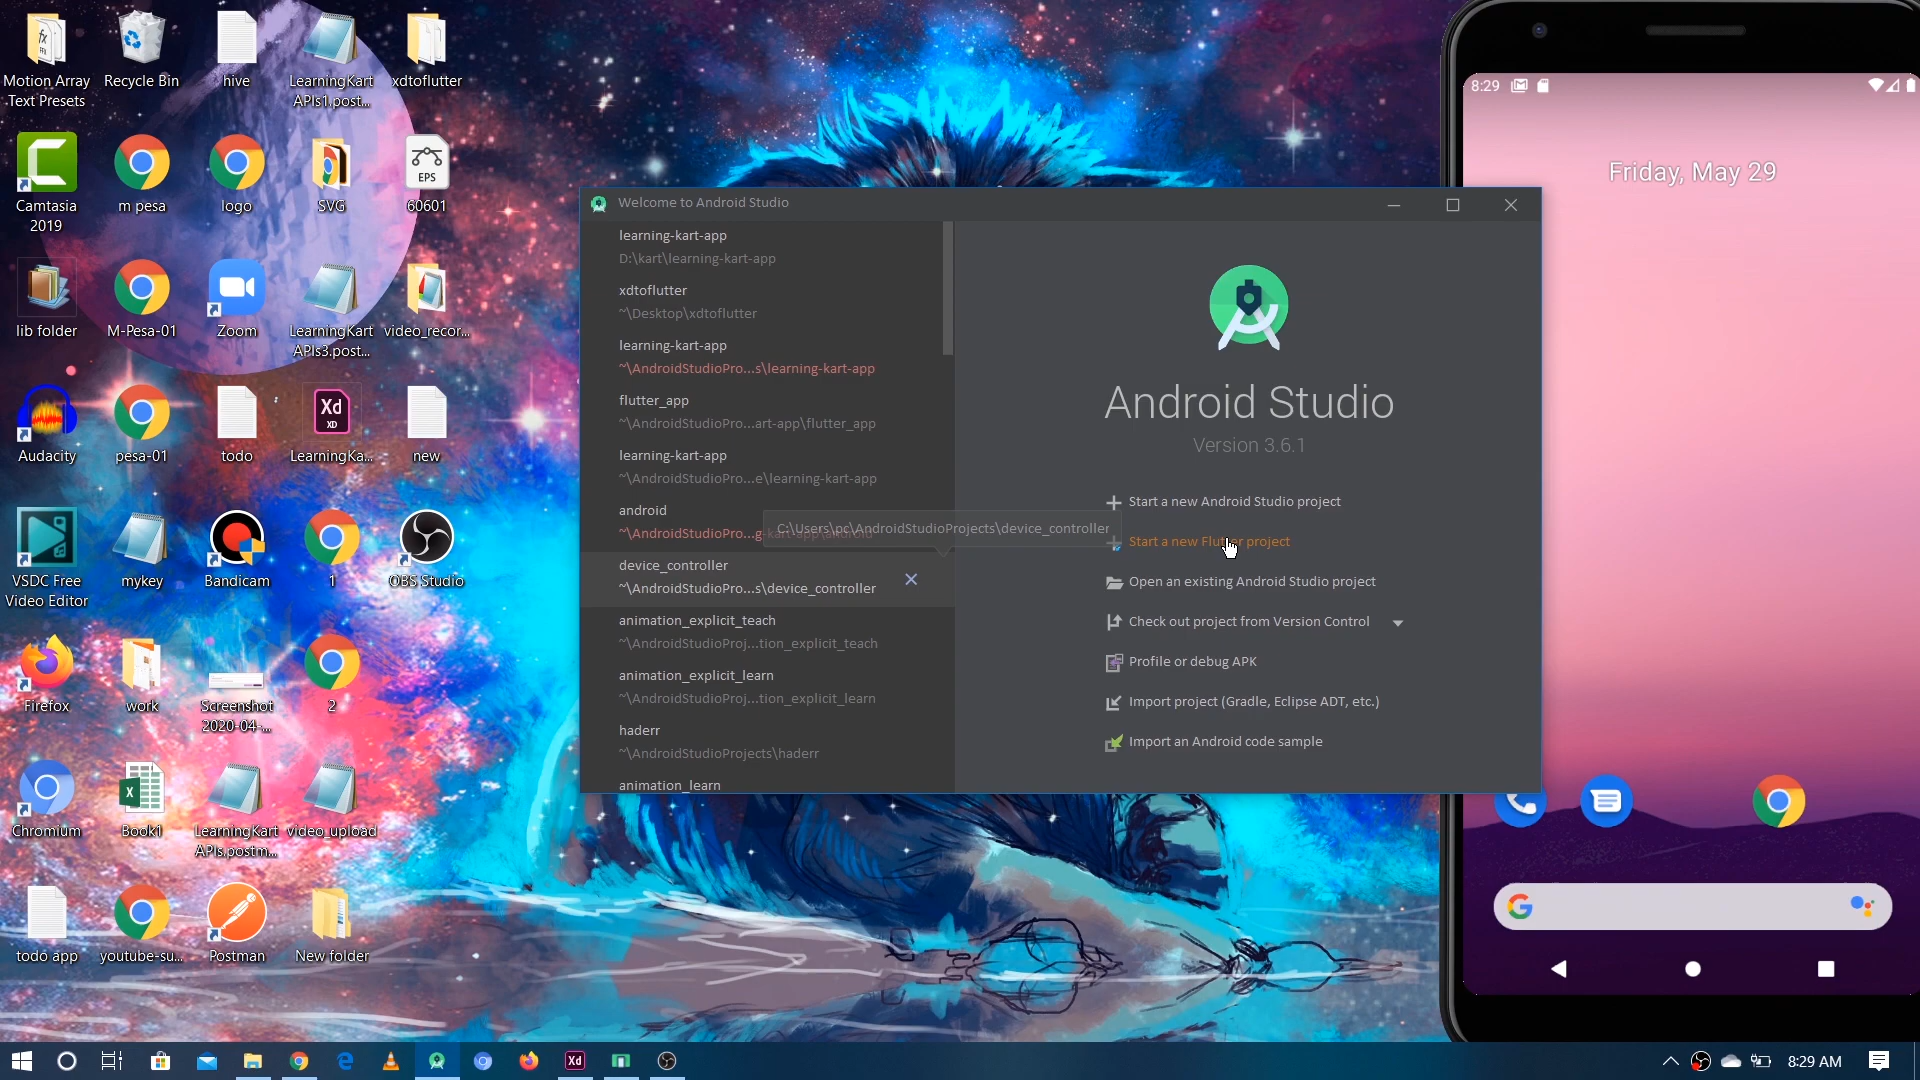 Motion Array
Text Presets
Recycle Bin
hive
LearningKart
APIs1.post...
xdtoflutter
Camtasia
2019
m pesa
logo
SVG
EPS
60601
lib folder
M-Pesa-01
Zoom
LearningKart
APIs3.post...
video_recor...
Audacity
pesa-01
todo
Xd
XD
LearningKa...
new
VSDC Free
Video Editor
mykey
Bandicam
1
OBS Studio
Firefox
work
Screenshot
2020-04-...
2
Chromium
Book1
LearningKart
APIs.postm...
video_upload
todo app
youtube-su...
Postman
New folder
Welcome to Android Studio
learning-kart-app
D:\kart\learning-kart-app
xdtoflutter
~\Desktop\xdtoflutter
learning-kart-app
~\AndroidStudioPro...s\learning-kart-app
flutter_app
~\AndroidStudioPro...art-app\flutter_app
learning-kart-app
~\AndroidStudioPro...e\learning-kart-app
android
~\AndroidStudioPro...g-kart-app\android
C:\Users\pc\AndroidStudioProjects\device_controller
device_controller
~\AndroidStudioPro...s\device_controller
animation_explicit_teach
~\AndroidStudioProj...tion_explicit_teach
animation_explicit_learn
~\AndroidStudioProj...tion_explicit_learn
haderr
~\AndroidStudioProjects\haderr
animation_learn
Android Studio
Version 3.6.1
Start a new Android Studio project
Start a new Flutter project
Open an existing Android Studio project
Check out project from Version Control
Profile or debug APK
Import project (Gradle, Eclipse ADT, etc.)
Import an Android code sample
8:29
Friday, May 29
Xd
8:29 AM